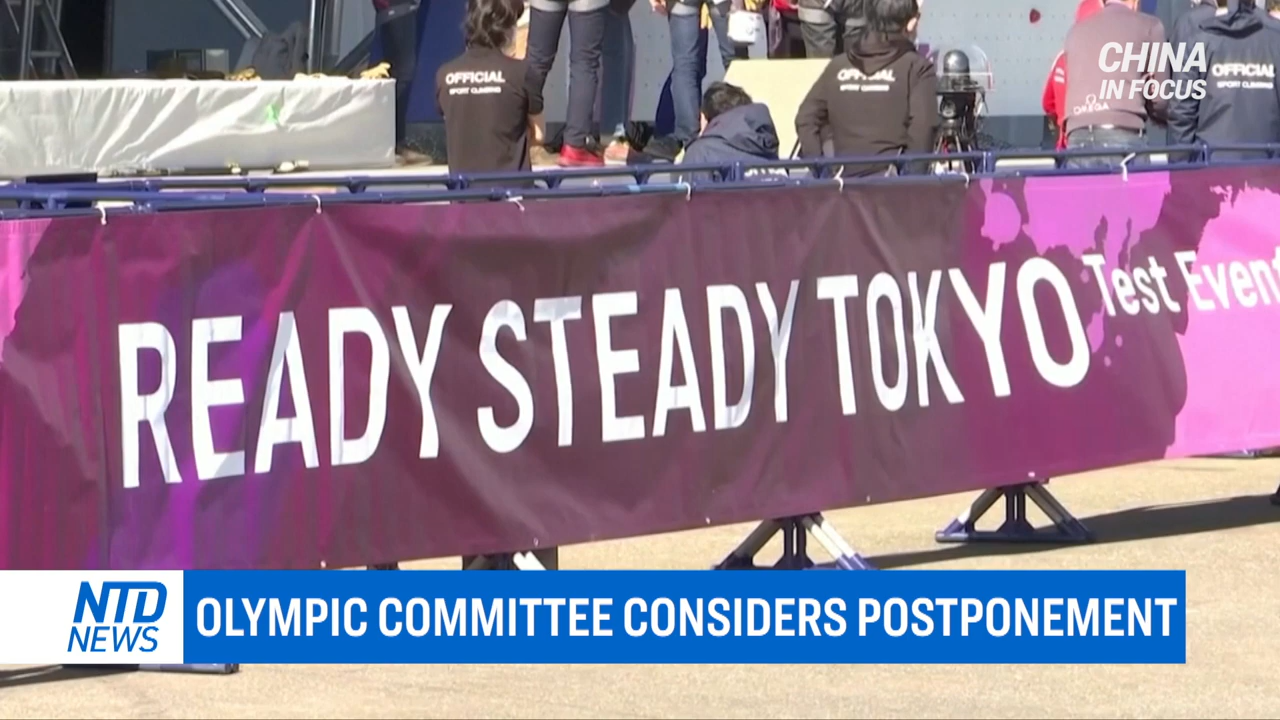 CHINA
IN FOCUS
OFFICIAL
SPORT CLIMBING
OFFICIAL
SPORT CLIMBING
OFFICIAL
SPORT CLIMBING
READY STEADY TOKYO Test Event
NTD
NEWS
OLYMPIC COMMITTEE CONSIDERS POSTPONEMENT